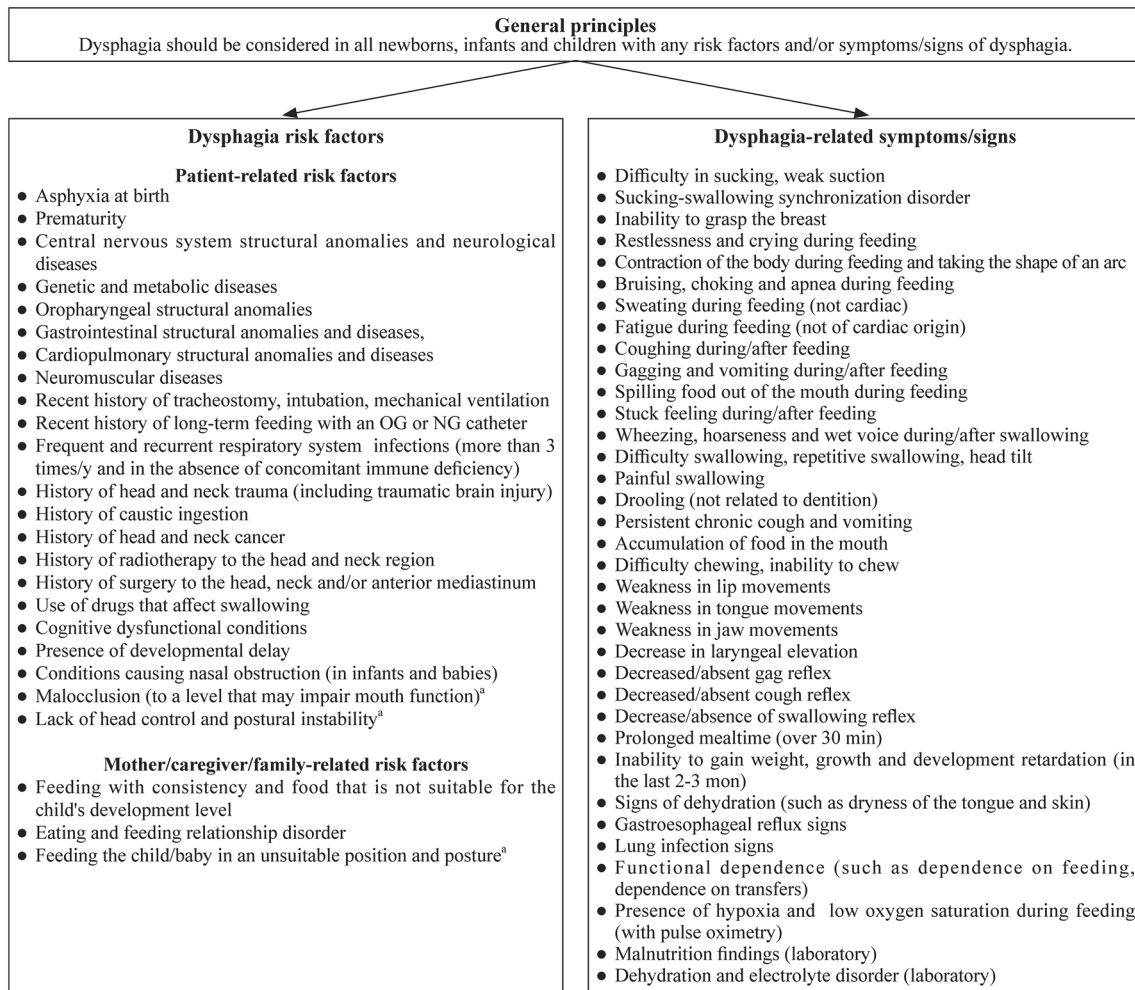 General principles
Dysphagia should be considered in all newborns, infants and children with any risk factors and/or symptoms/signs of dysphagia.
Dysphagia risk factors
Patient-related risk factors
● Asphyxia at birth
● Prematurity
● Central nervous system structural anomalies and neurological
diseases
● Genetic and metabolic diseases
● Oropharyngeal structural anomalies
● Gastrointestinal structural anomalies and diseases,
● Cardiopulmonary structural anomalies and diseases
● Neuromuscular diseases
● Recent history of tracheostomy, intubation, mechanical ventilation
● Recent history of long-term feeding with an OG or NG catheter
● Frequent and recurrent respiratory system infections (more than 3
times/y and in the absence of concomitant immune deficiency)
● History of head and neck trauma (including traumatic brain injury)
● History of caustic ingestion
● History of head and neck cancer
● History of radiotherapy to the head and neck region
● History of surgery to the head, neck and/or anterior mediastinum
● Use of drugs that affect swallowing
● Cognitive dysfunctional conditions
● Presence of developmental delay
● Conditions causing nasal obstruction (in infants and babies)
● Malocclusion (to a level that may impair mouth function)ᵃ
● Lack of head control and postural instabilityᵃ
Mother/caregiver/family-related risk factors
● Feeding with consistency and food that is not suitable for the
child's development level
● Eating and feeding relationship disorder
● Feeding the child/baby in an unsuitable position and postureᵃ
Dysphagia-related symptoms/signs
● Difficulty in sucking, weak suction
● Sucking-swallowing synchronization disorder
● Inability to grasp the breast
● Restlessness and crying during feeding
● Contraction of the body during feeding and taking the shape of an arc
● Bruising, choking and apnea during feeding
● Sweating during feeding (not cardiac)
● Fatigue during feeding (not of cardiac origin)
● Coughing during/after feeding
● Gagging and vomiting during/after feeding
● Spilling food out of the mouth during feeding
● Stuck feeling during/after feeding
● Wheezing, hoarseness and wet voice during/after swallowing
● Difficulty swallowing, repetitive swallowing, head tilt
● Painful swallowing
● Drooling (not related to dentition)
● Persistent chronic cough and vomiting
● Accumulation of food in the mouth
● Difficulty chewing, inability to chew
● Weakness in lip movements
● Weakness in tongue movements
● Weakness in jaw movements
● Decrease in laryngeal elevation
● Decreased/absent gag reflex
● Decreased/absent cough reflex
● Decrease/absence of swallowing reflex
● Prolonged mealtime (over 30 min)
● Inability to gain weight, growth and development retardation (in
the last 2-3 mon)
● Signs of dehydration (such as dryness of the tongue and skin)
● Gastroesophageal reflux signs
● Lung infection signs
● Functional dependence (such as dependence on feeding,
dependence on transfers)
● Presence of hypoxia and low oxygen saturation during feeding
(with pulse oximetry)
● Malnutrition findings (laboratory)
● Dehydration and electrolyte disorder (laboratory)